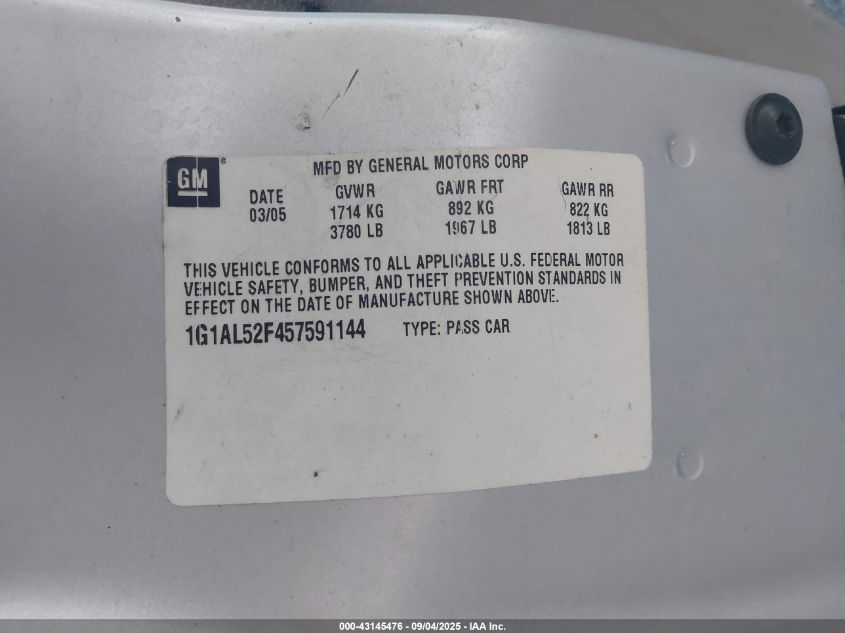 GM
MFD BY GENERAL MOTORS CORP
DATE GVWR GAWR FRT GAWR RR
03/05 1714 KG 892 KG 822 KG
3780 LB 1967 LB 1813 LB
THIS VEHICLE CONFORMS TO ALL APPLICABLE U.S. FEDERAL MOTOR
VEHICLE SAFETY, BUMPER, AND THEFT PREVENTION STANDARDS IN
EFFECT ON THE DATE OF MANUFACTURE SHOWN ABOVE.
1G1AL52F457591144 TYPE: PASS CAR
000-43145476 - 09/04/2025 - IAA Inc.